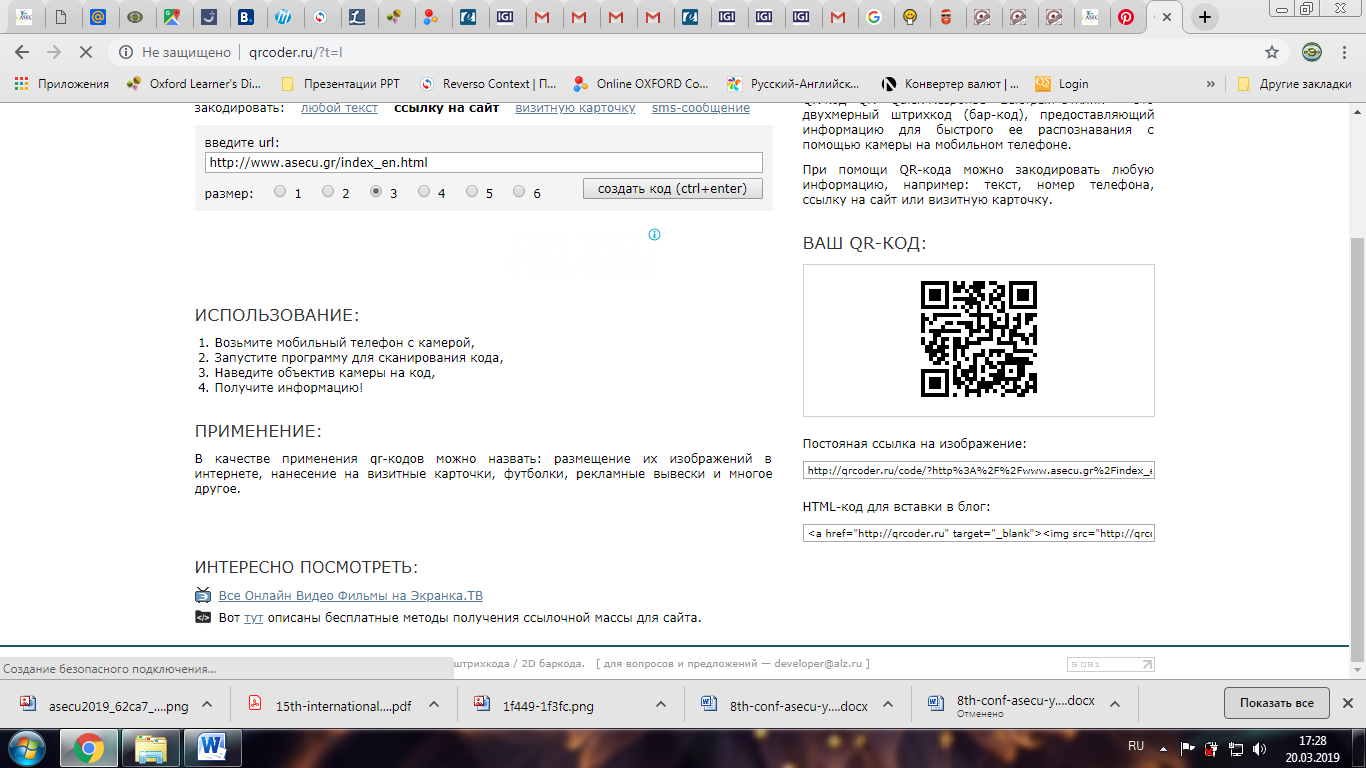 Не защищено qrcoder.ru/?t=l
Приложения Oxford Learner's Di... Презентации PPT Reverso Context | П... Online OXFORD Co... Русский-Английск... Конвертер валют | ... Login » Другие закладки
закодировать: любой текст ссылку на сайт визитную карточку sms-сообщение
введите url:
http://www.asecu.gr/index_en.html
размер: 1 2 3 4 5 6 создать код (ctrl+enter)
ИСПОЛЬЗОВАНИЕ:
1. Возьмите мобильный телефон с камерой,
2. Запустите программу для сканирования кода,
3. Наведите объектив камеры на код,
4. Получите информацию!
ПРИМЕНЕНИЕ:
В качестве применения qr-кодов можно назвать: размещение их изображений в
интернете, нанесение на визитные карточки, футболки, рекламные вывески и многое
другое.
ИНТЕРЕСНО ПОСМОТРЕТЬ:
Все Онлайн Видео Фильмы на Экранка.ТВ
Вот тут описаны бесплатные методы получения ссылочной массы для сайта.
двухмерный штрихкод (бар-код), предоставляющий
информацию для быстрого ее распознавания с
помощью камеры на мобильном телефоне.
При помощи QR-кода можно закодировать любую
информацию, например: текст, номер телефона,
ссылку на сайт или визитную карточку.
ВАШ QR-КОД:
Постояная ссылка на изображение:
http://qrcoder.ru/code/?http%3A%2F%2Fwww.asecu.gr%2Findex_e
HTML-код для вставки в блог:
<a href="http://qrcoder.ru" target="_blank"><img src="http://qrco
Создание безопасного подключения...
штрихкода / 2D баркода. [ для вопросов и предложений — developer@alz.ru ]
5 081
asecu2019_62ca7_....png 15th-international....pdf 1f449-1f3fc.png 8th-conf-asecu-y....docx 8th-conf-asecu-y....docx
Отменено
Показать все
RU
17:28
20.03.2019